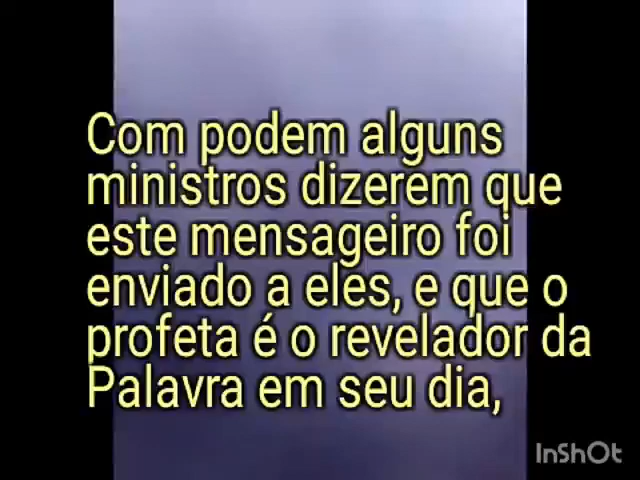 Com podem alguns
ministros dizerem que
este mensageiro foi
enviado a eles, e que o
profeta é o revelador da
Palavra em seu dia,
InShOt